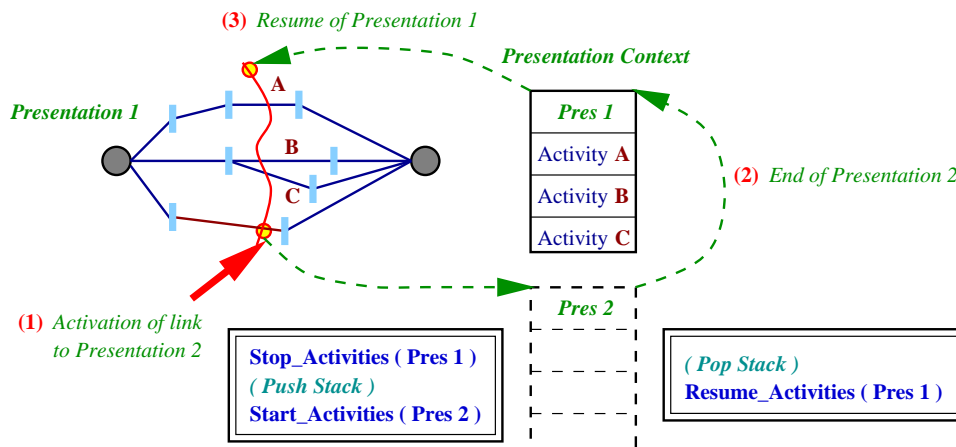 (3) Resume of Presentation 1
Presentation Context
A
Presentation 1
Pres 1
B
Activity A
(2) End of Presentation 2
C
Activity B
Activity C
Pres 2
(1) Activation of link
to Presentation 2
Stop_Activities ( Pres 1 )
( Push Stack )
Start_Activities ( Pres 2 )
( Pop Stack )
Resume_Activities ( Pres 1 )